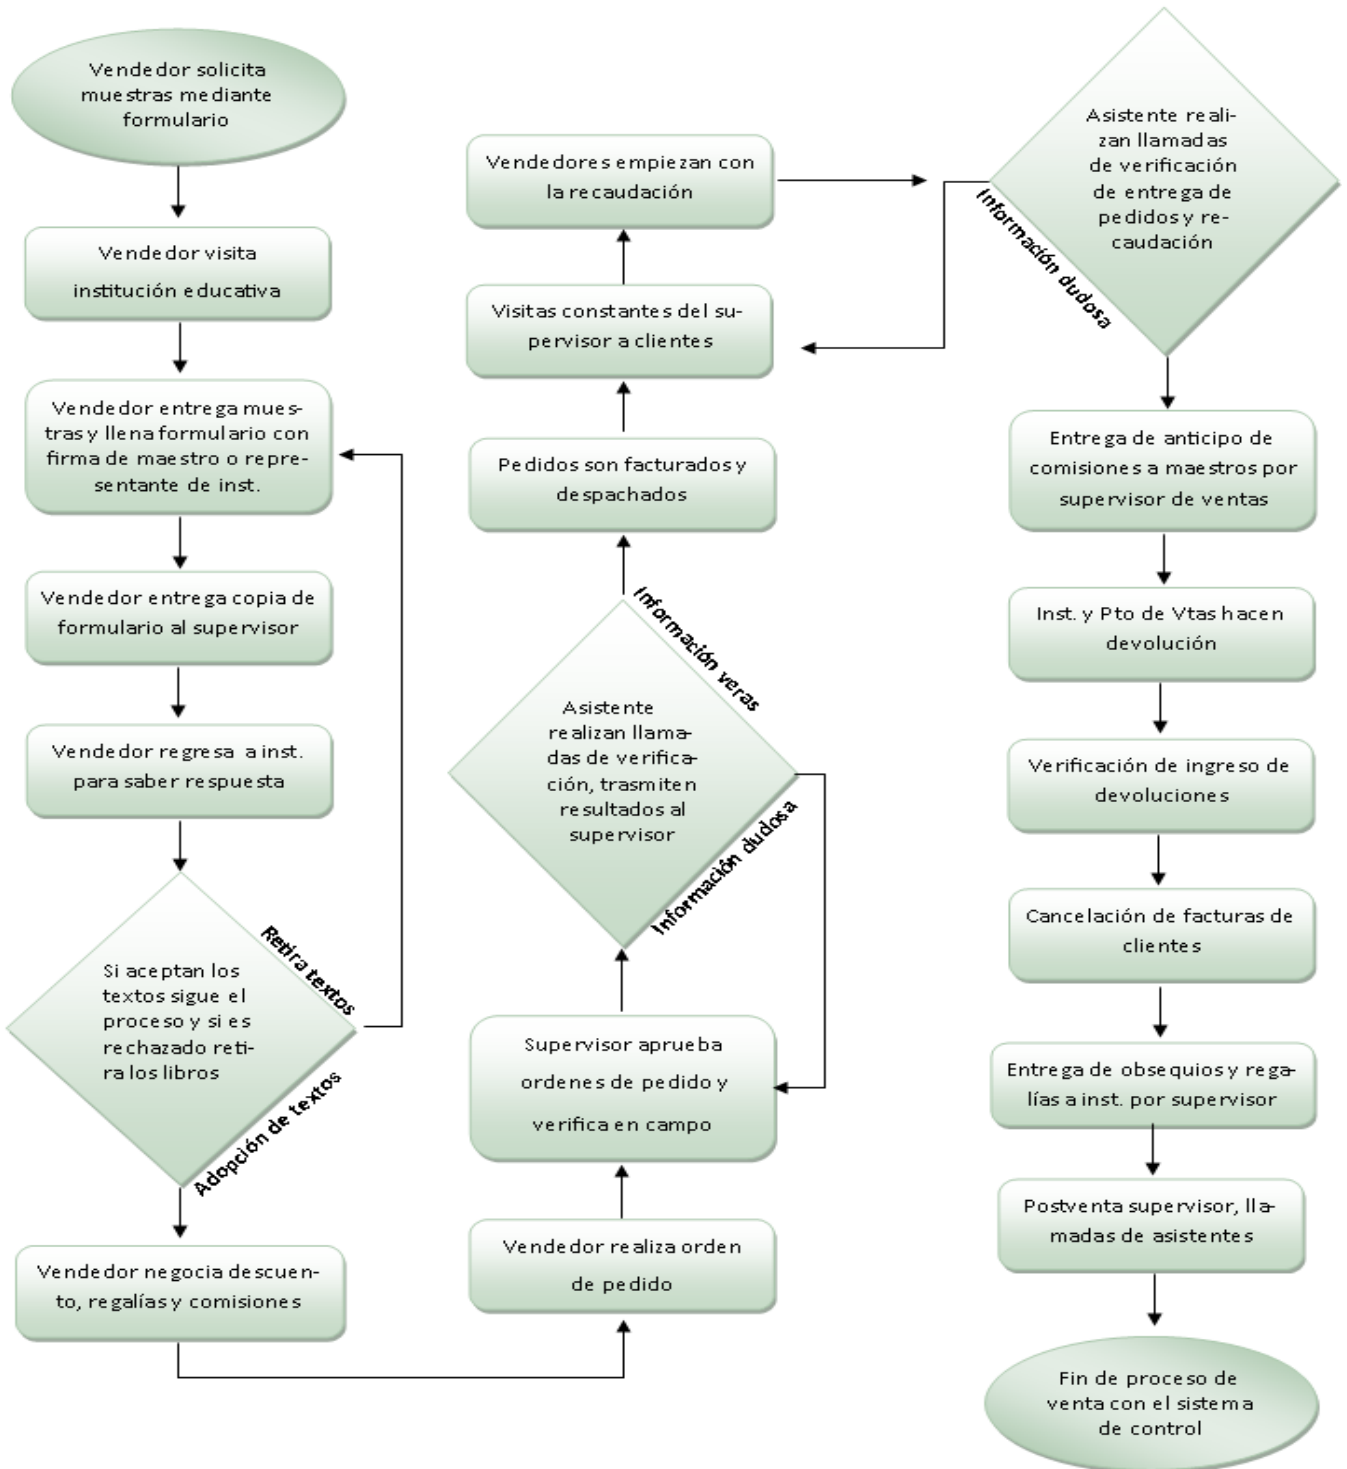 Vendedor solicita
muestras mediante
formulario
Vendedor visita
institución educativa
Vendedor entrega mues-
tras y llena formulario con
firma de maestro o repre-
sentante de inst.
Vendedor entrega copia de
formulario al supervisor
Vendedor regresa a inst.
para saber respuesta
Si aceptan los
textos sigue el
proceso y si es
rechazado reti-
ra los libros
Retira textos
Adopción de textos
Vendedor negocia descuen-
to, regalías y comisiones
Vendedor realiza orden
de pedido
Supervisor aprueba
ordenes de pedido y
verifica en campo
Asistente
realizan llama-
das de verifica-
ción, trasmiten
resultados al
supervisor
Información veras
Información dudosa
Pedidos son facturados y
despachados
Visitas constantes del su-
pervisor a clientes
Vendedores empiezan con
la recaudación
Asistente reali-
zan llamadas
de verificación
de entrega de
pedidos y re-
caudación
Información dudosa
Entrega de anticipo de
comisiones a maestros por
supervisor de ventas
Inst. y Pto de Vtas hacen
devolución
Verificación de ingreso de
devoluciones
Cancelación de facturas de
clientes
Entrega de obsequios y rega-
lías a inst. por supervisor
Postventa supervisor, lla-
madas de asistentes
Fin de proceso de
venta con el sistema
de control